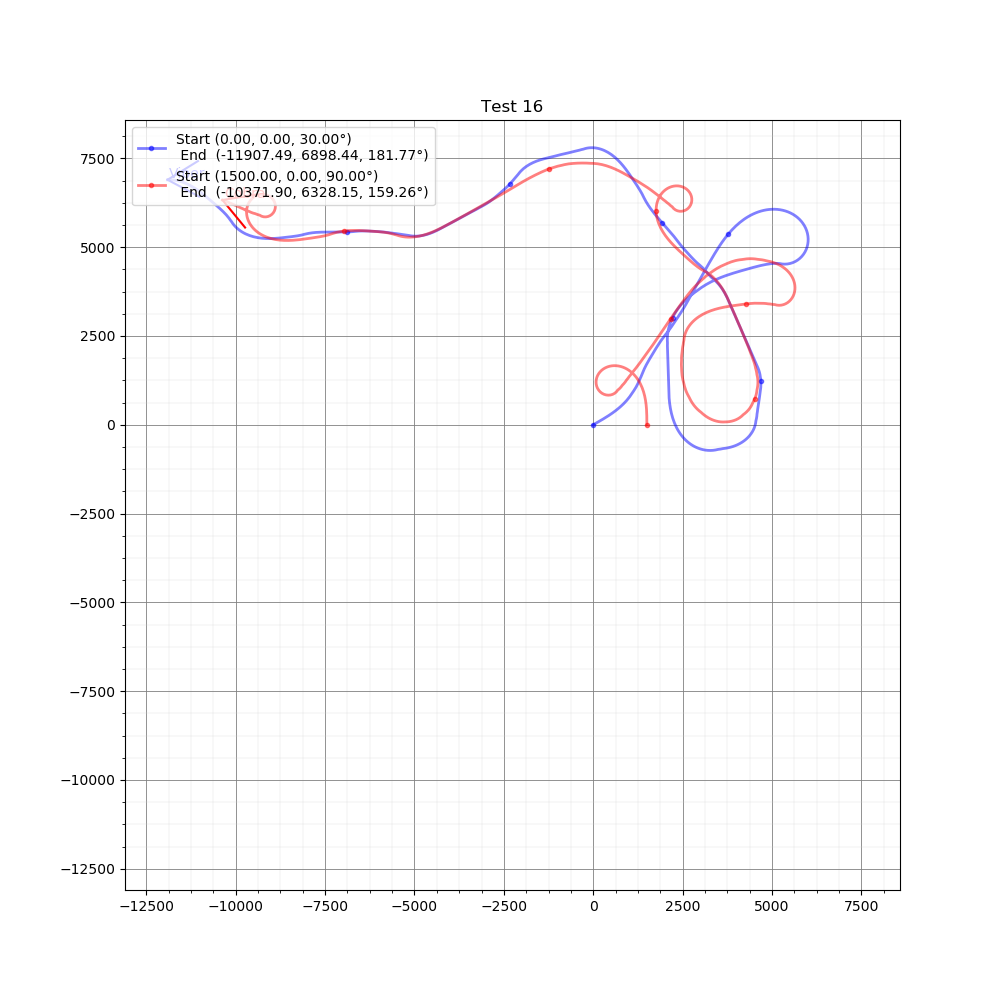 Test 16
Start (0.00, 0.00, 30.00°)
End (-11907.49, 6898.44, 181.77°)
Start (1500.00, 0.00, 90.00°)
End (-10371.90, 6328.15, 159.26°)
7500
5000
2500
0
−2500
−5000
−7500
−10000
−12500
−12500 −10000 −7500 −5000 −2500 0 2500 5000 7500